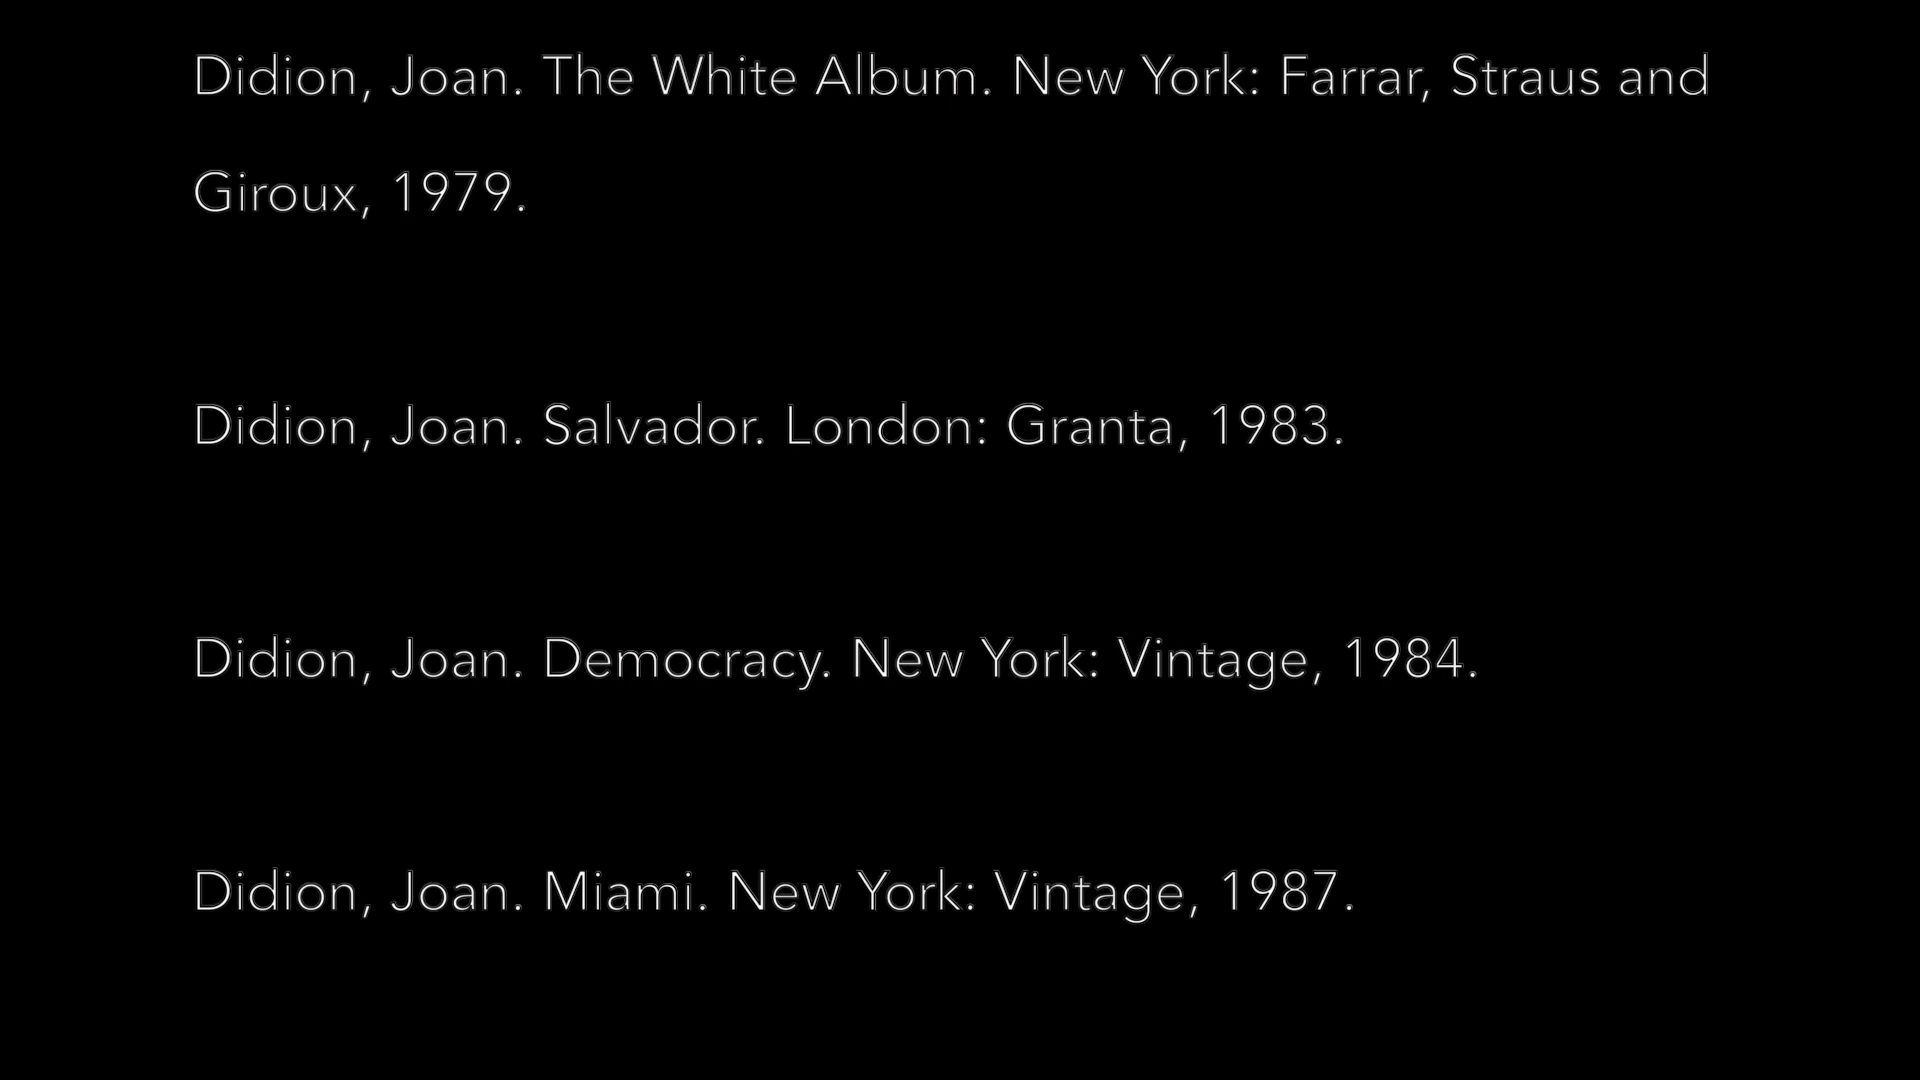 Didion, Joan. The White Album. New York: Farrar, Straus and
Giroux, 1979.
Didion, Joan. Salvador. London: Granta, 1983.
Didion, Joan. Democracy. New York: Vintage, 1984.
Didion, Joan. Miami. New York: Vintage, 1987.